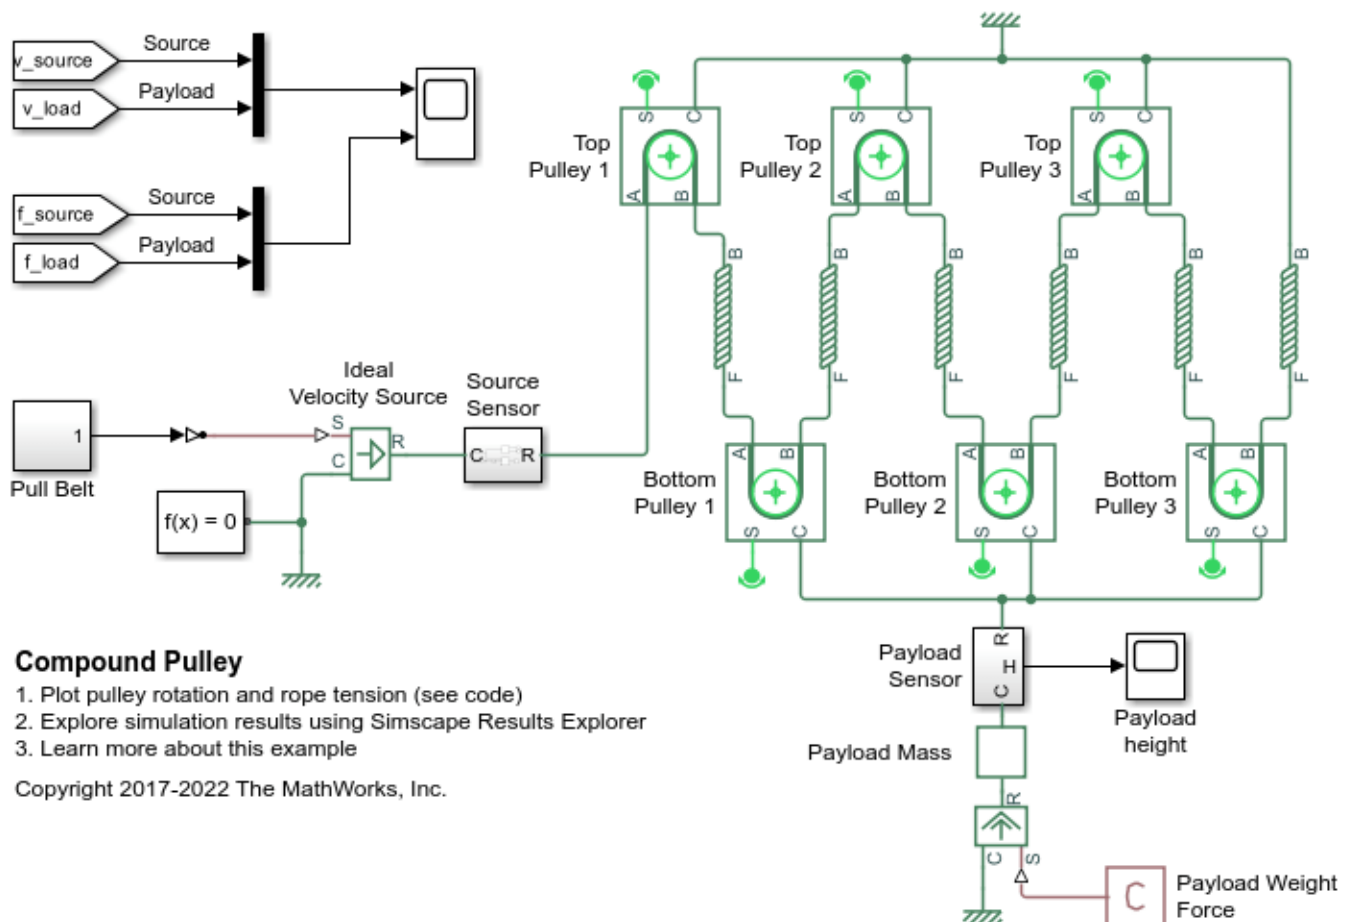 Source
v_source
Payload
v_load
Source
f_source
Payload
f_load
S
C
Top
Pulley 1
A
B
S
C
Top
Pulley 2
A
B
S
C
Top
Pulley 3
A
B
B
B
B
B
B
B
F
F
F
F
F
F
Ideal
Velocity Source
Source
Sensor
1
Pull Belt
S
C
R
C
R
f(x) = 0
A
B
Bottom
Pulley 1
S
C
A
B
Bottom
Pulley 2
S
C
A
B
Bottom
Pulley 3
S
C
Compound Pulley
1. Plot pulley rotation and rope tension (see code)
2. Explore simulation results using Simscape Results Explorer
3. Learn more about this example
Copyright 2017-2022 The MathWorks, Inc.
Payload
Sensor
R
H
C
Payload
height
Payload Mass
R
C
S
C
Payload Weight
Force